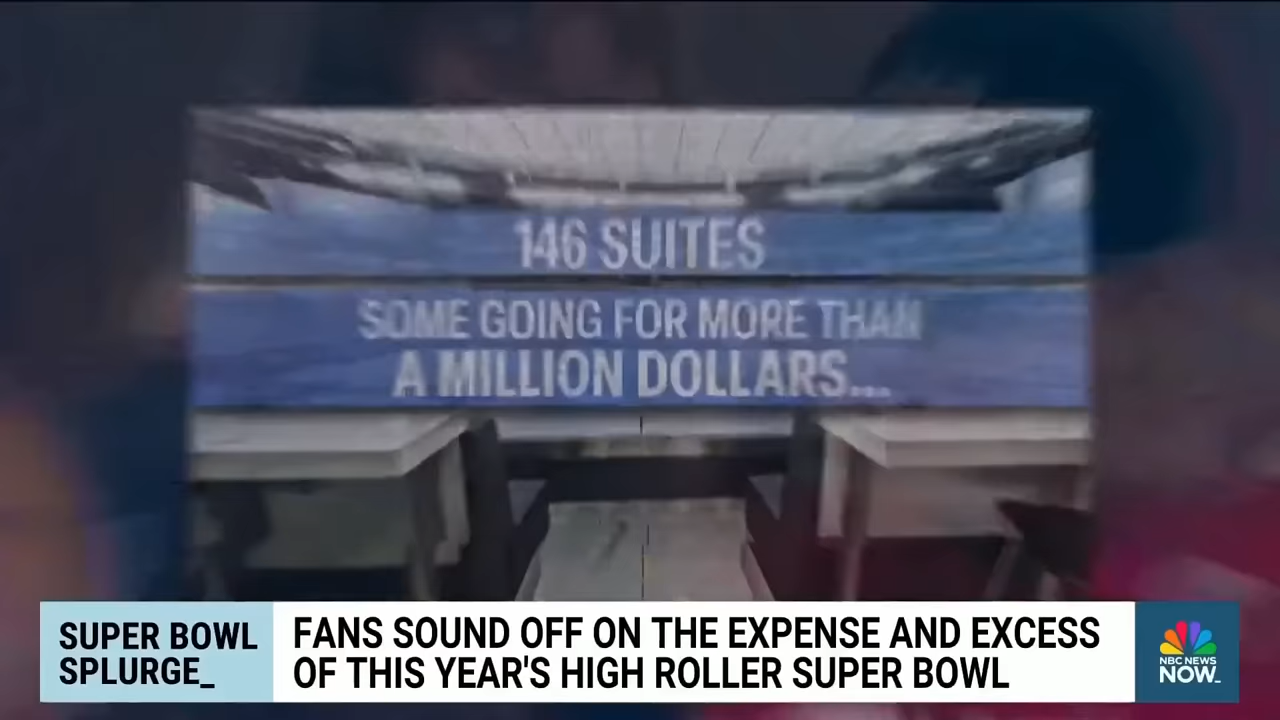 146 SUITES
SOME GOING FOR MORE THAN
A MILLION DOLLARS...
SUPER BOWL
SPLURGE_
FANS SOUND OFF ON THE EXPENSE AND EXCESS
OF THIS YEAR'S HIGH ROLLER SUPER BOWL
NBC NEWS
NOW_